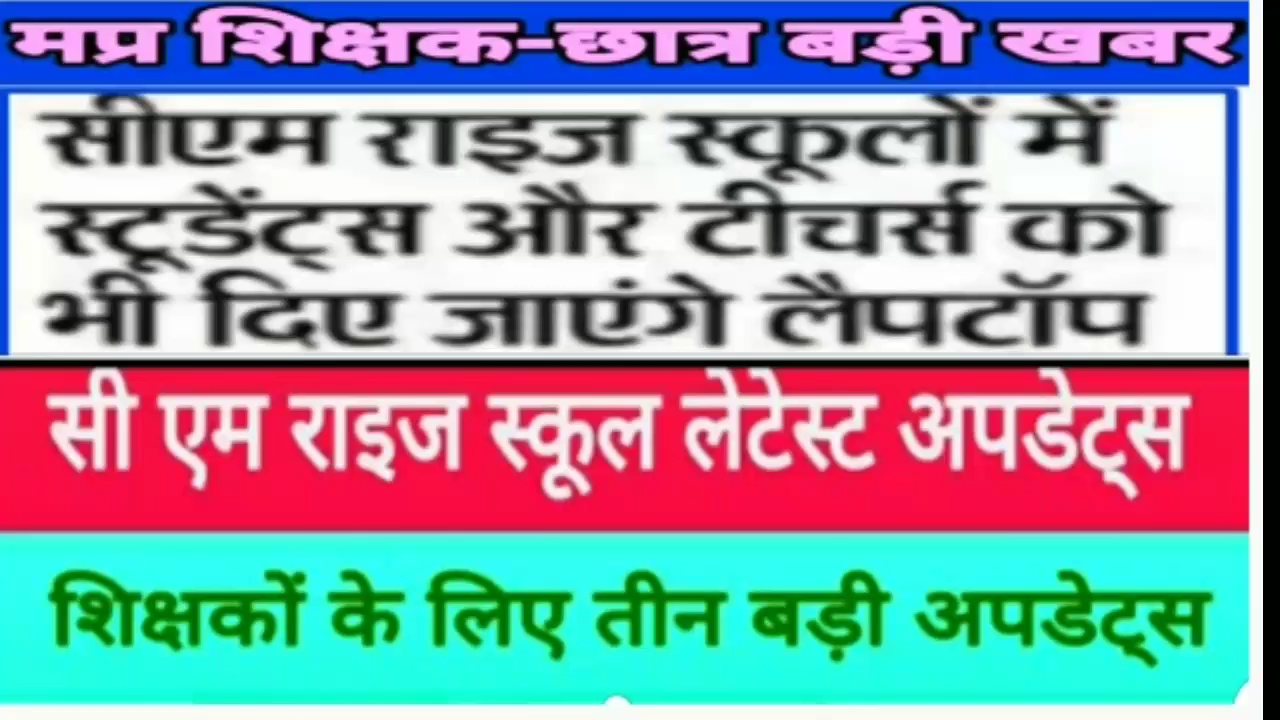 मप्र शिक्षक-छात्र बड़ी खबर
सीएम राइज स्कूलों में
स्टूडेंट्स और टीचर्स को
भी दिए जाएंगे लैपटॉप
सी एम राइज स्कूल लेटेस्ट अपडेट्स
शिक्षकों के लिए तीन बड़ी अपडेट्स